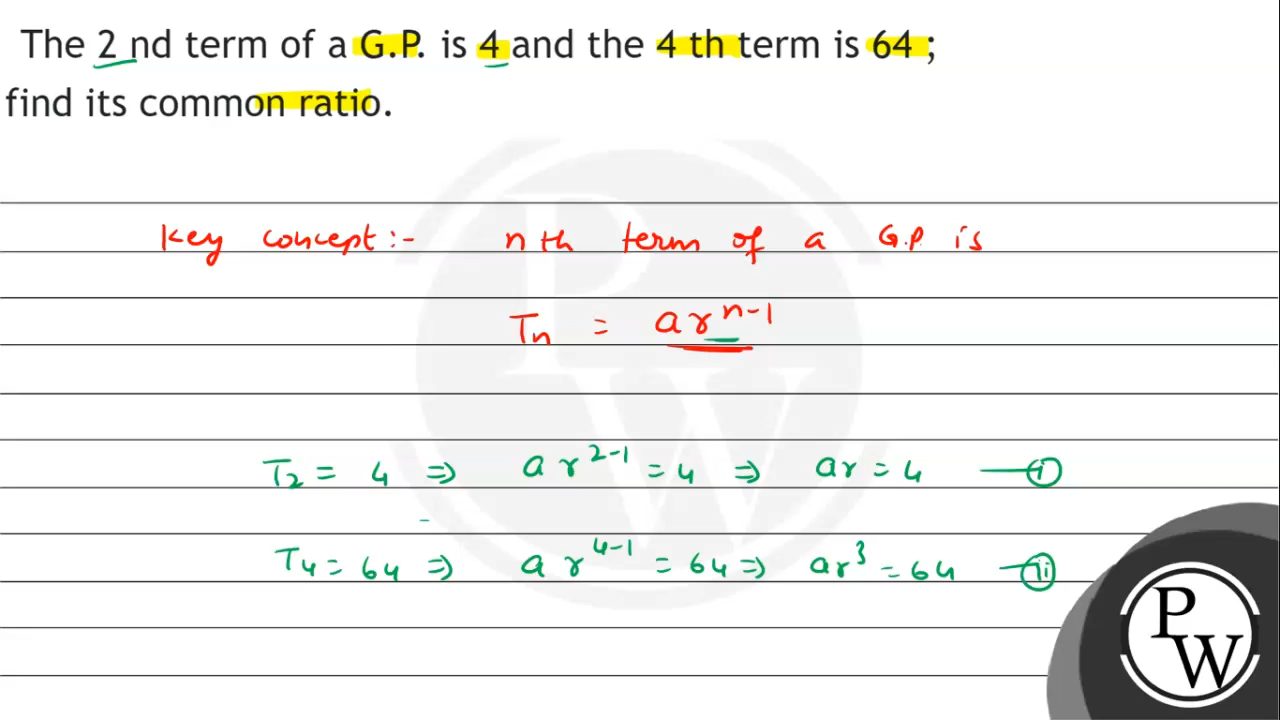 The 2 nd term of a G.P. is 4 and the 4 th term is 64 ;
find its common ratio.
Key concept :- nth term of a G.P. is
Tn = ar^n-1
T2 = 4 ⇒ ar^2-1 = 4 ⇒ ar = 4 —(i)
T4 = 64 ⇒ ar^4-1 = 64 ⇒ ar^3 = 64 —(ii)
P
W
P
W